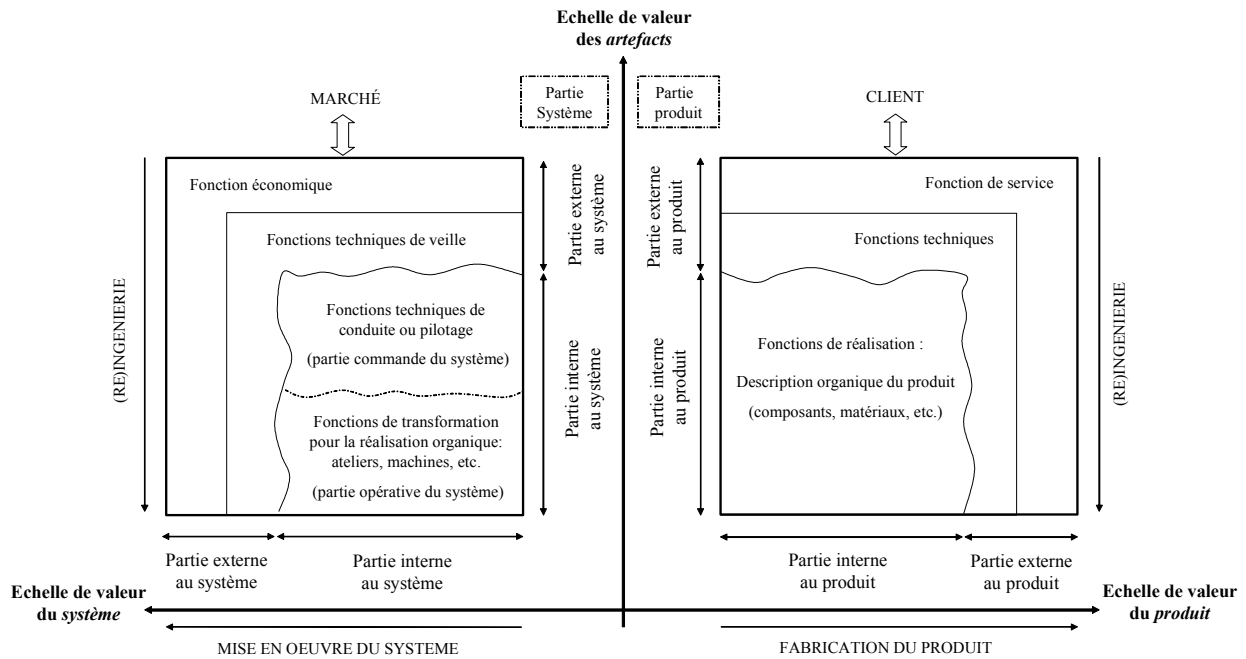 Echelle de valeur
des artefacts
MARCHÉ
Partie
Système
Partie
produit
CLIENT
Fonction économique
Fonctions techniques de veille
Fonctions techniques de
conduite ou pilotage
(partie commande du système)
Fonctions de transformation
pour la réalisation organique:
ateliers, machines, etc.
(partie opérative du système)
(RE)INGENIERIE
Partie externe
au système
Partie interne
au système
Partie externe
au produit
Partie interne
au produit
Fonction de service
Fonctions techniques
Fonctions de réalisation :
Description organique du produit
(composants, matériaux, etc.)
(RE)INGENIERIE
Partie externe
au système
Partie interne
au système
Partie interne
au produit
Partie externe
au produit
Echelle de valeur
du système
Echelle de valeur
du produit
MISE EN OEUVRE DU SYSTEME
FABRICATION DU PRODUIT